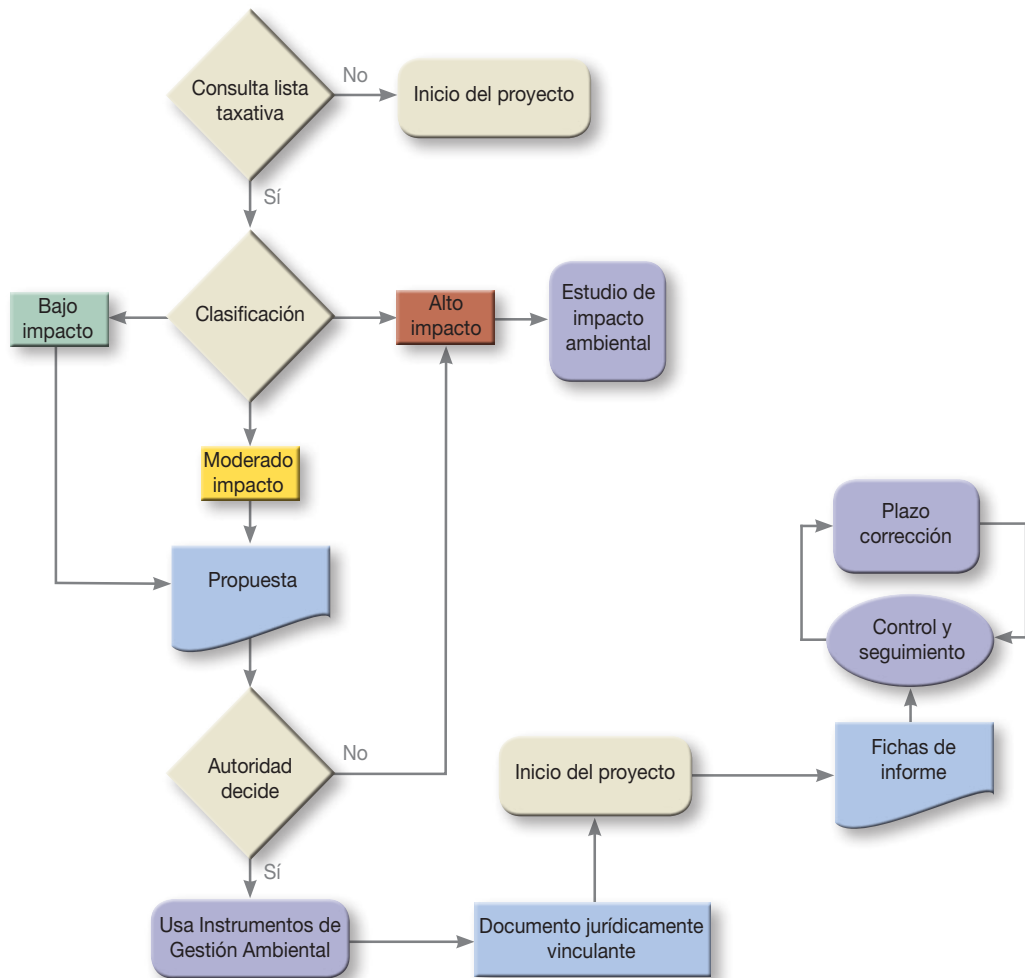 Consulta lista
taxativa
No
Inicio del proyecto
Sí
Bajo
impacto
Clasificación
Alto
impacto
Estudio de
impacto
ambiental
Moderado
impacto
Propuesta
Autoridad
decide
No
Sí
Usa Instrumentos de
Gestión Ambiental
Documento jurídicamente
vinculante
Inicio del proyecto
Fichas de
informe
Control y
seguimiento
Plazo
corrección